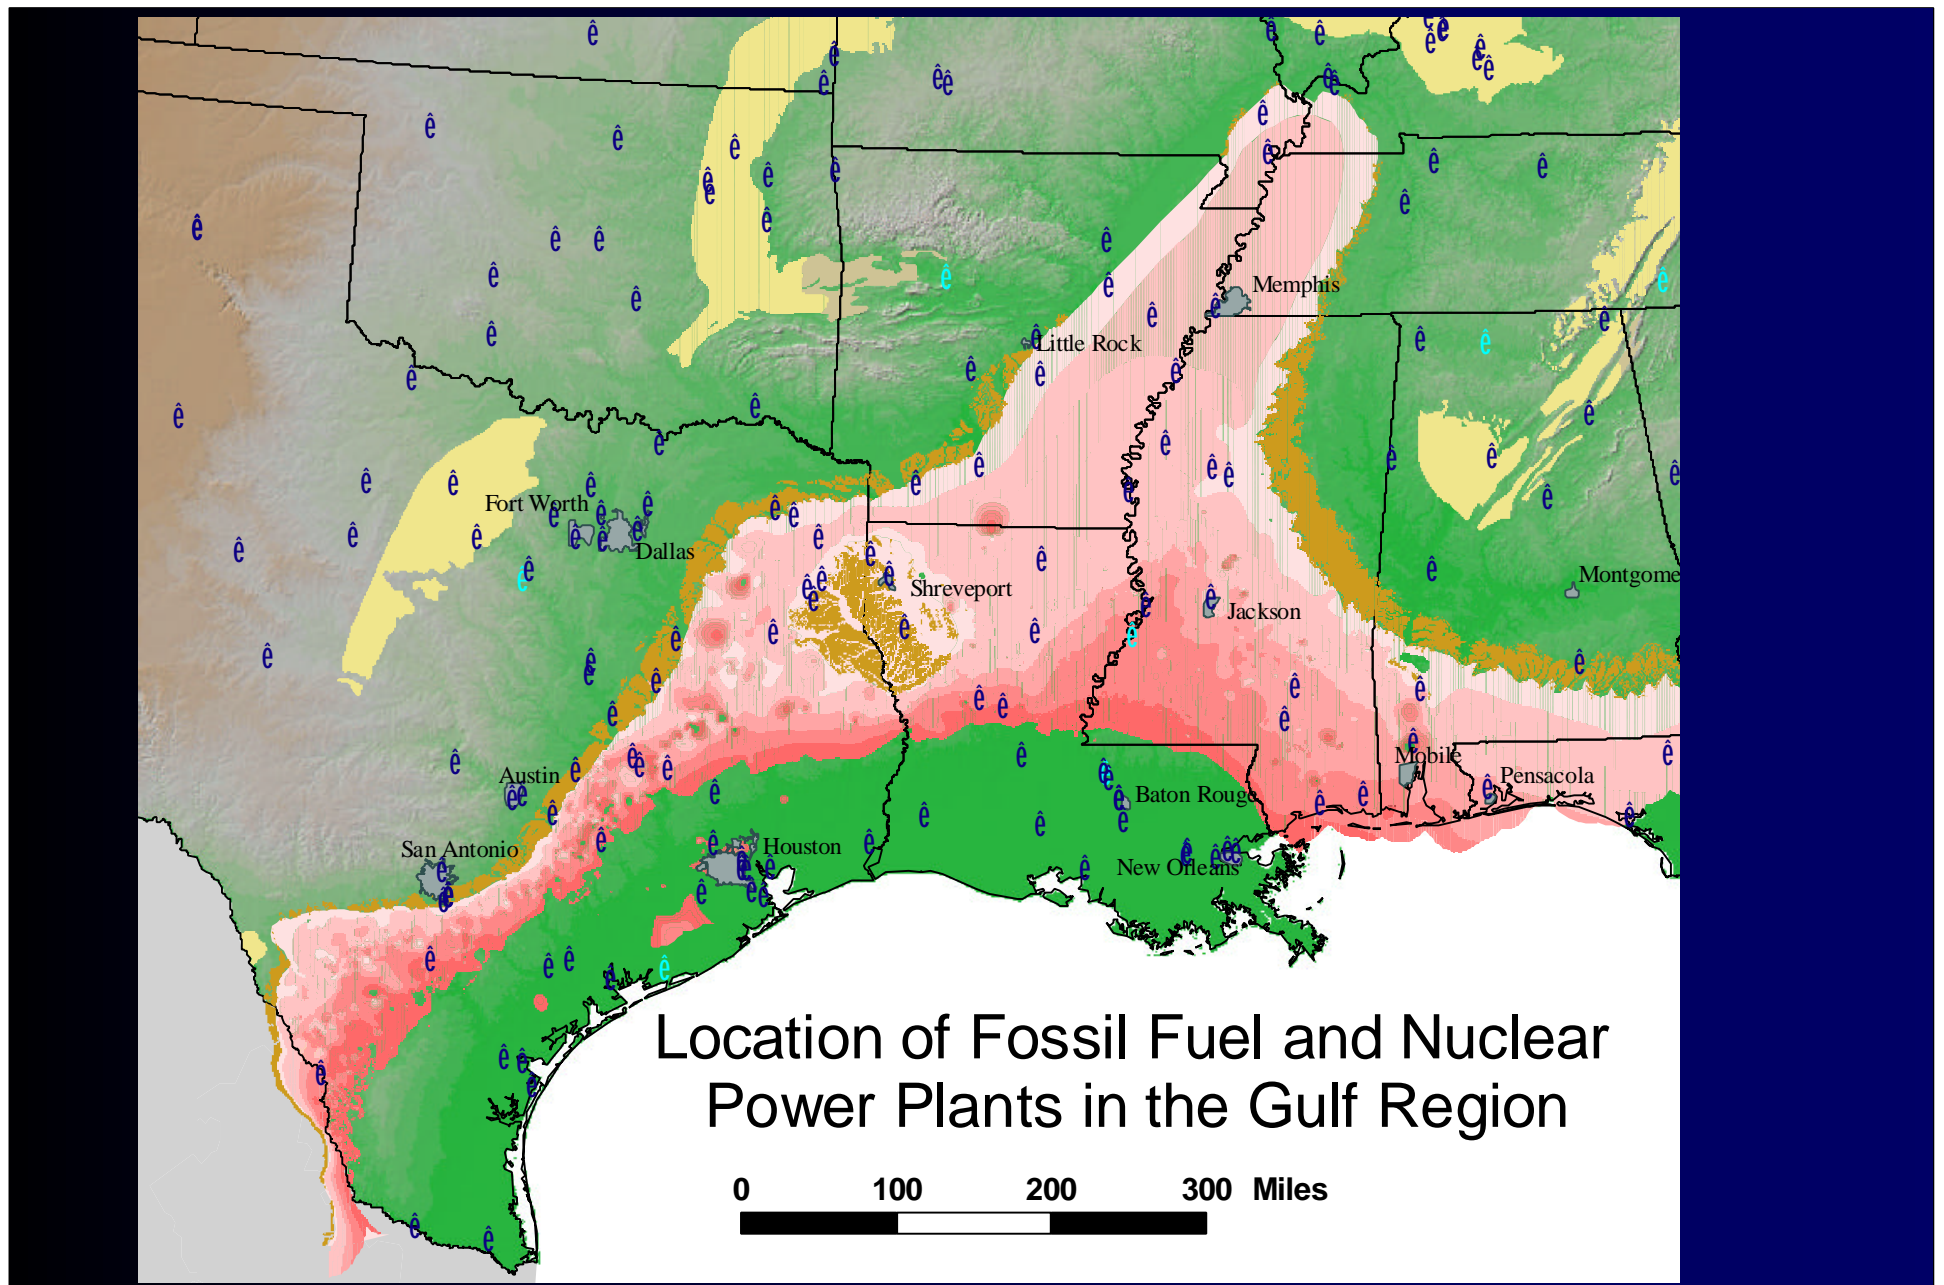 Memphis
Little Rock
Fort Worth
Dallas
Shreveport
Jackson
Montgome
Austin
Mobile
Pensacola
Baton Rouge
San Antonio
Houston
New Orleans
Location of Fossil Fuel and Nuclear
Power Plants in the Gulf Region
0 100 200 300 Miles